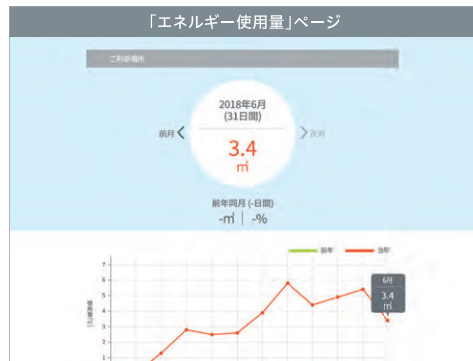 「エネルギー使用量」ページ
ご利用場所
2018年6月
(31日間)
前月
次月
3.4
㎥
前年同月 (-日間)
-㎥ | -%
前年
当年
7
6月
3.4
㎥
6
5
4
3
2
1